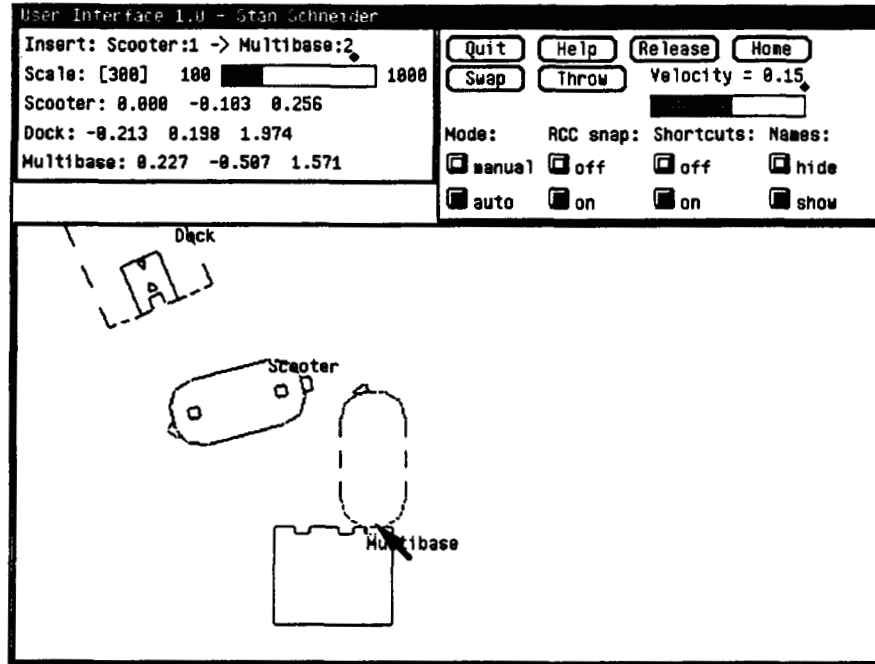 User Interface 1.0 - Stan Schneider
Insert: Scooter:1 -> Multibase:2
Scale: [300] 100 1000
Scooter: 0.000 -0.103 0.256
Dock: -0.213 0.198 1.974
Multibase: 0.227 -0.507 1.571
Quit Help Release Home
Swap Throw Velocity = 0.15
Mode: RCC snap: Shortcuts: Names:
manual off off hide
auto on on show
Dock
Scooter
Multibase